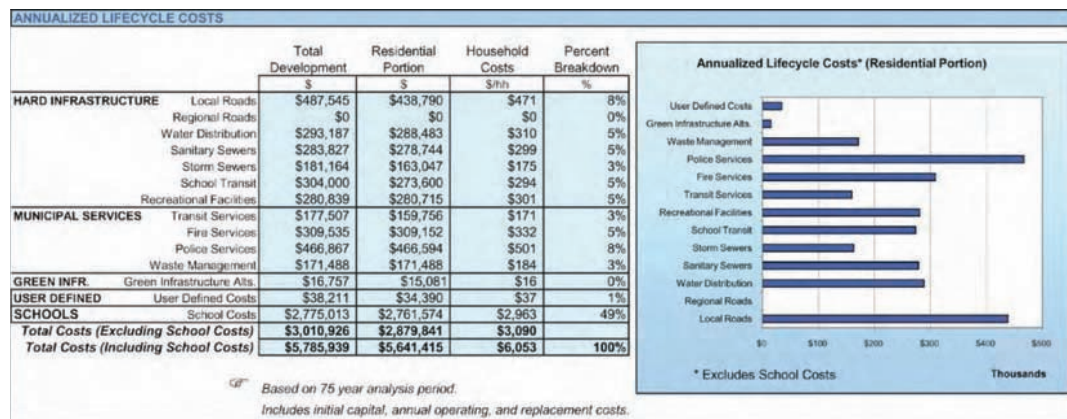 ANNUALIZED LIFECYCLE COSTS
Total Development Residential Portion Household Costs Percent Breakdown
$ $ $/hh %
HARD INFRASTRUCTURE Local Roads $487,545 $438,790 $471 8%
Regional Roads $0 $0 $0 0%
Water Distribution $293,187 $288,483 $310 5%
Sanitary Sewers $283,827 $278,744 $299 5%
Storm Sewers $181,164 $163,047 $175 3%
School Transit $304,000 $273,600 $294 5%
Recreational Facilities $280,839 $280,715 $301 5%
MUNICIPAL SERVICES Transit Services $177,507 $159,756 $171 3%
Fire Services $309,535 $309,152 $332 5%
Police Services $466,867 $466,594 $501 8%
Waste Management $171,488 $171,488 $184 3%
GREEN INFR. Green Infrastructure Alts. $16,757 $15,081 $16 0%
USER DEFINED User Defined Costs $38,211 $34,390 $37 1%
SCHOOLS School Costs $2,775,013 $2,761,574 $2,963 49%
Total Costs (Excluding School Costs) $3,010,926 $2,879,841 $3,090
Total Costs (Including School Costs) $5,785,939 $5,641,415 $6,053 100%
Based on 75 year analysis period.
Includes initial capital, annual operating, and replacement costs.
Annualized Lifecycle Costs* (Residential Portion)
User Defined Costs
Green Infrastructure Alts.
Waste Management
Police Services
Fire Services
Transit Services
Recreational Facilities
School Transit
Storm Sewers
Sanitary Sewers
Water Distribution
Regional Roads
Local Roads
$0 $100 $200 $300 $400 $500
* Excludes School Costs Thousands